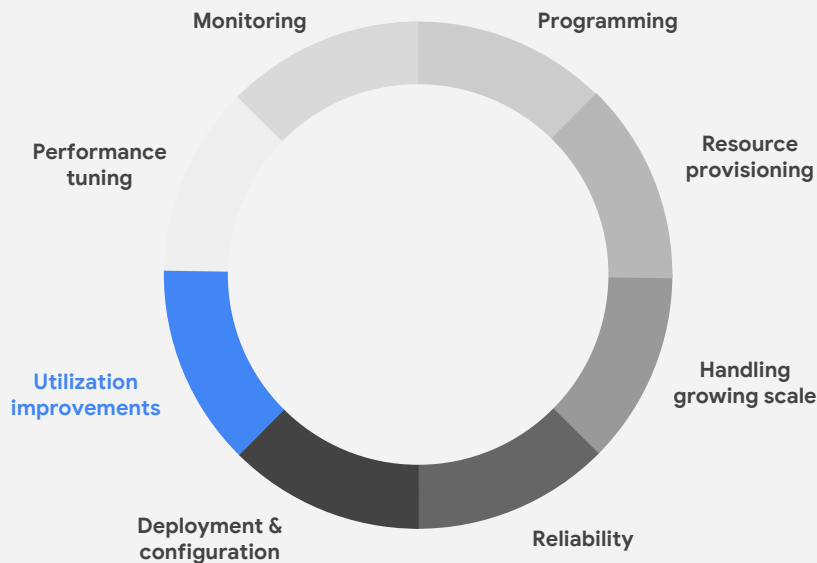 Monitoring
Programming
Performance
tuning
Resource
provisioning
Utilization
improvements
Handling
growing scale
Deployment &
configuration
Reliability